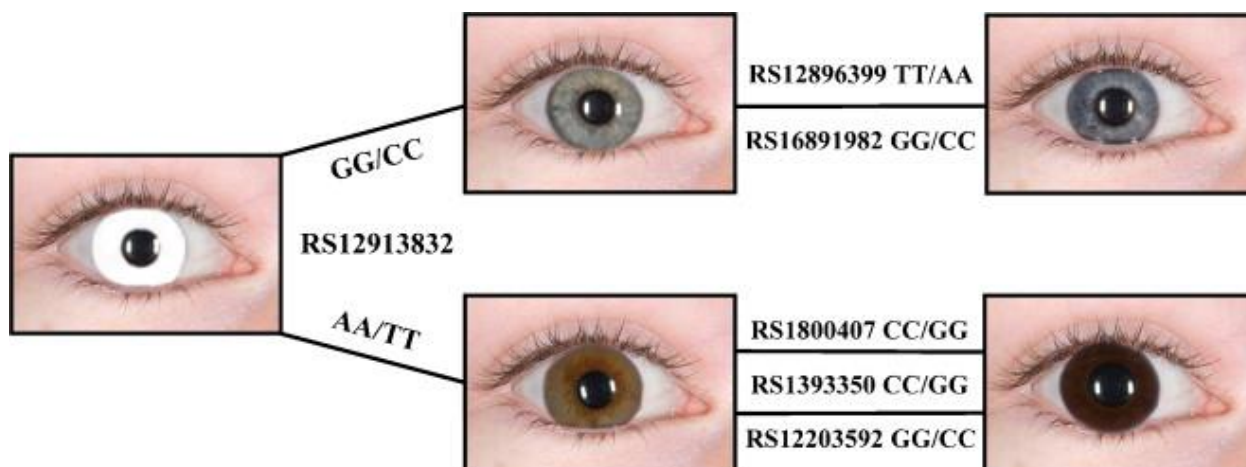 RS12896399 TT/AA
GG/CC
RS16891982 GG/CC
RS12913832
AA/TT
RS1800407 CC/GG
RS1393350 CC/GG
RS12203592 GG/CC